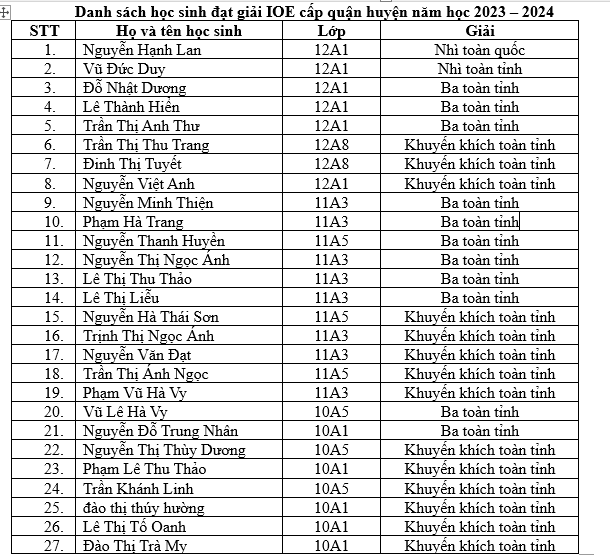 Danh sách học sinh đạt giải IOE cấp quận huyện năm học 2023 – 2024
STT Họ và tên học sinh Lớp Giải
1. Nguyễn Hạnh Lan 12A1 Nhì toàn quốc
2. Vũ Đức Duy 12A1 Nhì toàn tỉnh
3. Đỗ Nhật Dương 12A1 Ba toàn tỉnh
4. Lê Thành Hiển 12A1 Ba toàn tỉnh
5. Trần Thị Anh Thư 12A1 Ba toàn tỉnh
6. Trần Thị Thu Trang 12A8 Khuyến khích toàn tỉnh
7. Đinh Thị Tuyết 12A8 Khuyến khích toàn tỉnh
8. Nguyễn Việt Anh 12A1 Khuyến khích toàn tỉnh
9. Nguyễn Minh Thiện 11A3 Ba toàn tỉnh
10. Phạm Hà Trang 11A3 Ba toàn tỉnh
11. Nguyễn Thanh Huyền 11A5 Ba toàn tỉnh
12. Nguyễn Thị Ngọc Ánh 11A3 Ba toàn tỉnh
13. Lê Thị Thu Thảo 11A3 Ba toàn tỉnh
14. Lê Thị Liễu 11A3 Ba toàn tỉnh
15. Nguyễn Hà Thái Sơn 11A5 Khuyến khích toàn tỉnh
16. Trịnh Thị Ngọc Ánh 11A3 Khuyến khích toàn tỉnh
17. Nguyễn Văn Đạt 11A3 Khuyến khích toàn tỉnh
18. Trần Thị Ánh Ngọc 11A5 Khuyến khích toàn tỉnh
19. Phạm Vũ Hà Vy 11A3 Khuyến khích toàn tỉnh
20. Vũ Lê Hà Vy 10A5 Ba toàn tỉnh
21. Nguyễn Đỗ Trung Nhân 10A1 Ba toàn tỉnh
22. Nguyễn Thị Thùy Dương 10A5 Khuyến khích toàn tỉnh
23. Phạm Lê Thu Thảo 10A1 Khuyến khích toàn tỉnh
24. Trần Khánh Linh 10A5 Khuyến khích toàn tỉnh
25. đào thị thúy hường 10A1 Khuyến khích toàn tỉnh
26. Lê Thị Tố Oanh 10A1 Khuyến khích toàn tỉnh
27. Đào Thị Trà My 10A1 Khuyến khích toàn tỉnh